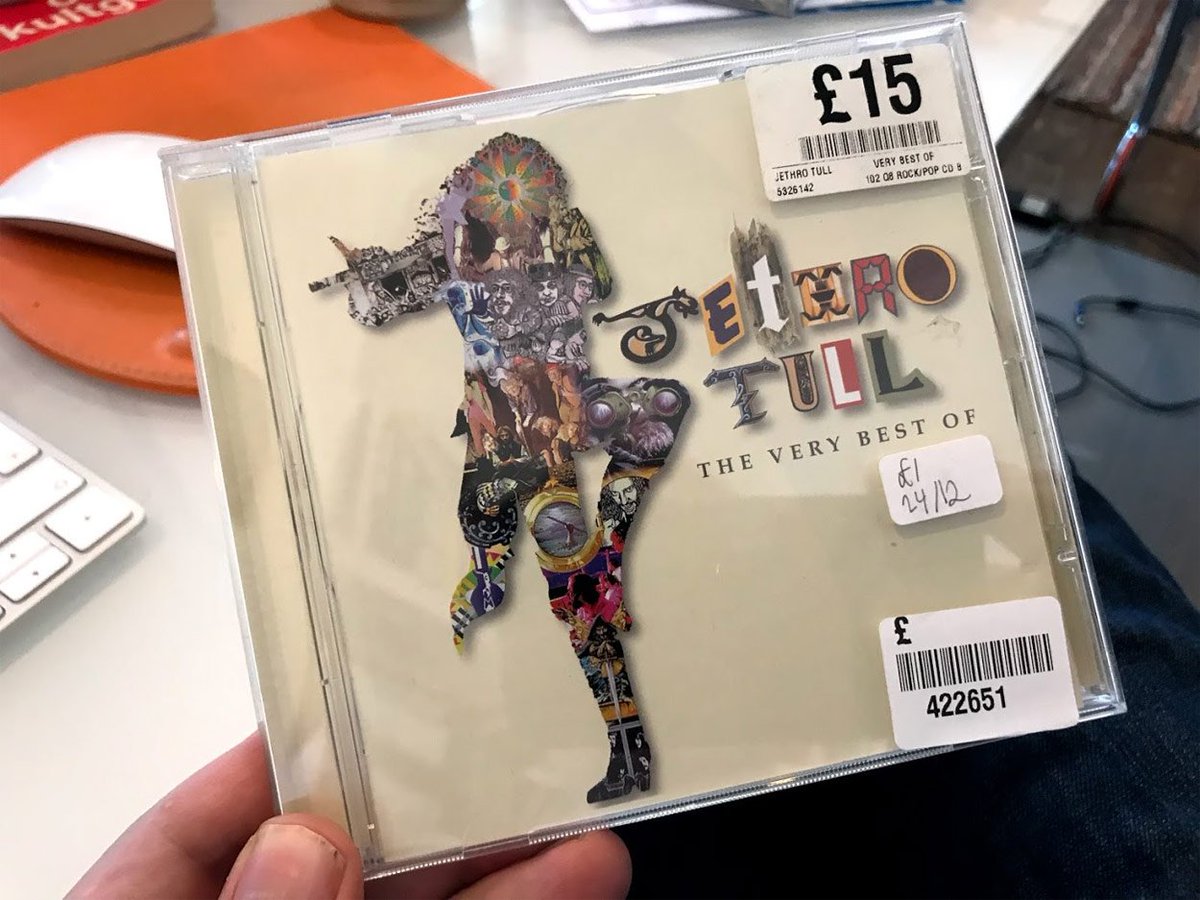 kultg
£15
JETHRO TULL
VERY BEST OF
5326142
102 08 ROCK/POP CD B
JETHRO
TULL
THE VERY BEST OF
£1
24/12
£
422651